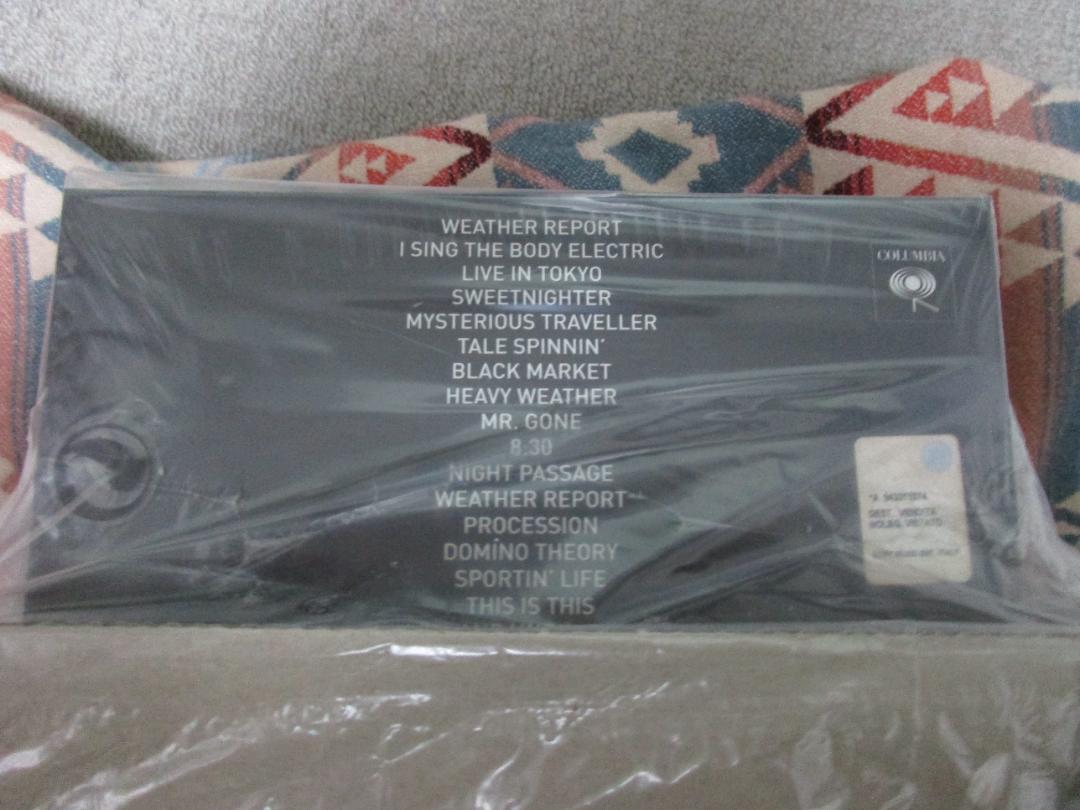 WEATHER REPORT
I SING THE BODY ELECTRIC
LIVE IN TOKYO
SWEETNIGHTER
MYSTERIOUS TRAVELLER
TALE SPINNIN'
BLACK MARKET
HEAVY WEATHER
MR. GONE
8:30
NIGHT PASSAGE
WEATHER REPORT
PROCESSION
DOMINO THEORY
SPORTIN' LIFE
THIS IS THIS
COLUMBIA